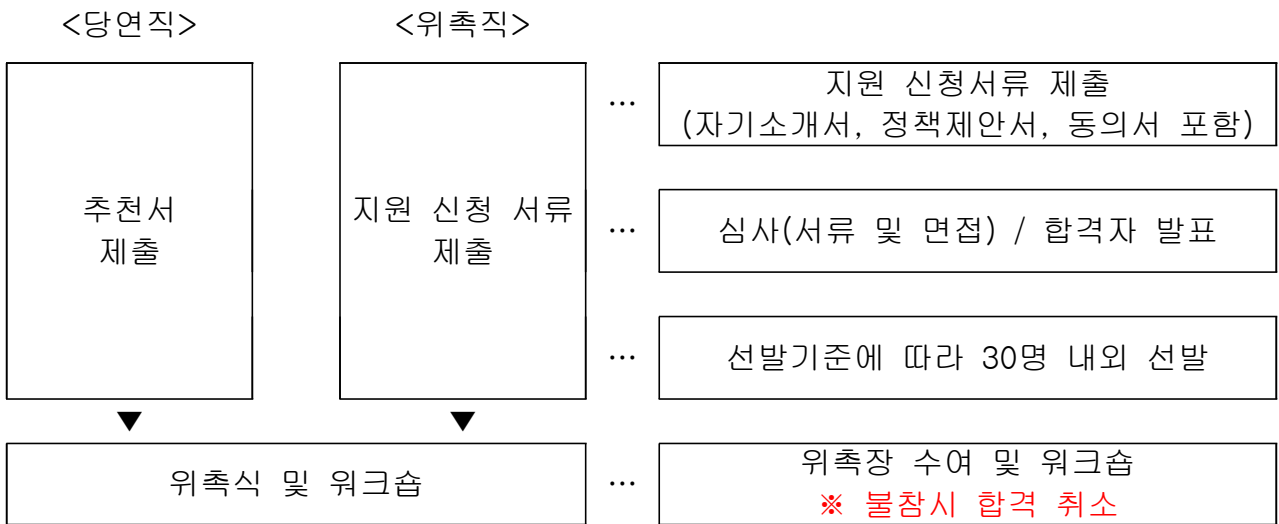 <당연직>
<위촉직>
추천서
제출
지원 신청 서류
제출
…
지원 신청서류 제출
(자기소개서, 정책제안서, 동의서 포함)
…
심사(서류 및 면접) / 합격자 발표
…
선발기준에 따라 30명 내외 선발
▼
▼
위촉식 및 워크숍
…
위촉장 수여 및 워크숍
※ 불참시 합격 취소